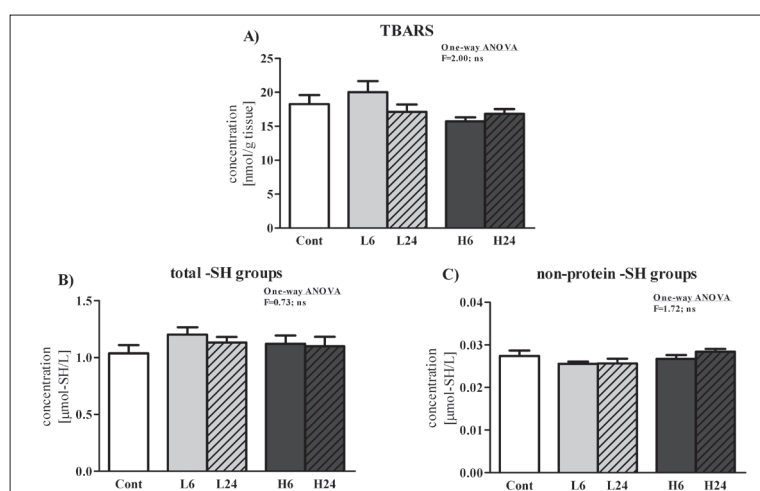 A)
TBARS
One-way ANOVA
F=2.00; ns
concentration
[nmol/g tissue]
25
20
15
10
5
0
Cont L6 L24 H6 H24
B)
total -SH groups
One-way ANOVA
F=0.73; ns
concentration
[µmol-SH/L]
1.5
1.0
0.5
0.0
Cont L6 L24 H6 H24
C)
non-protein -SH groups
One-way ANOVA
F=1.72; ns
concentration
[µmol-SH/L]
0.04
0.03
0.02
0.01
0.00
Cont L6 L24 H6 H24